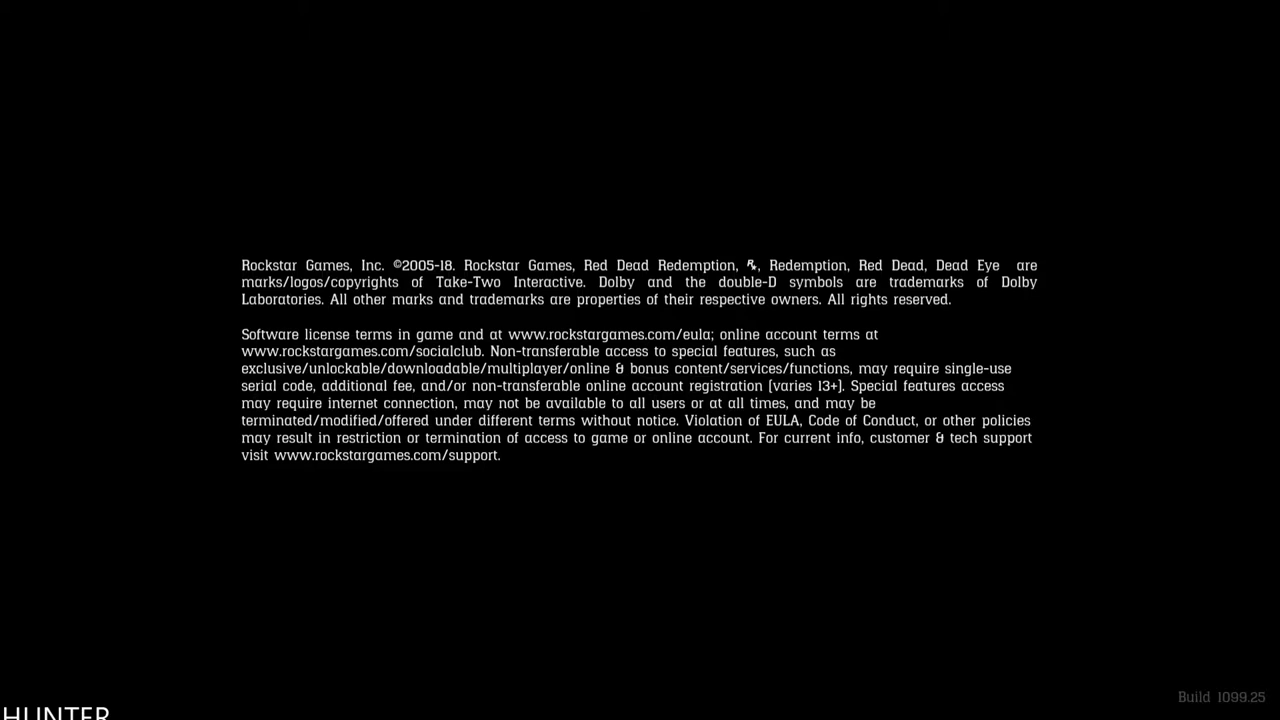 Rockstar Games, Inc. ©2005-18. Rockstar Games, Red Dead Redemption, R★, Redemption, Red Dead, Dead Eye are
marks/logos/copyrights of Take-Two Interactive. Dolby and the double-D symbols are trademarks of Dolby
Laboratories. All other marks and trademarks are properties of their respective owners. All rights reserved.
Software license terms in game and at www.rockstargames.com/eula; online account terms at
www.rockstargames.com/socialclub. Non-transferable access to special features, such as
exclusive/unlockable/downloadable/multiplayer/online & bonus content/services/functions, may require single-use
serial code, additional fee, and/or non-transferable online account registration (varies 13+). Special features access
may require internet connection, may not be available to all users or at all times, and may be
terminated/modified/offered under different terms without notice. Violation of EULA, Code of Conduct, or other policies
may result in restriction or termination of access to game or online account. For current info, customer & tech support
visit www.rockstargames.com/support.
Build 1099.25
HUNTER